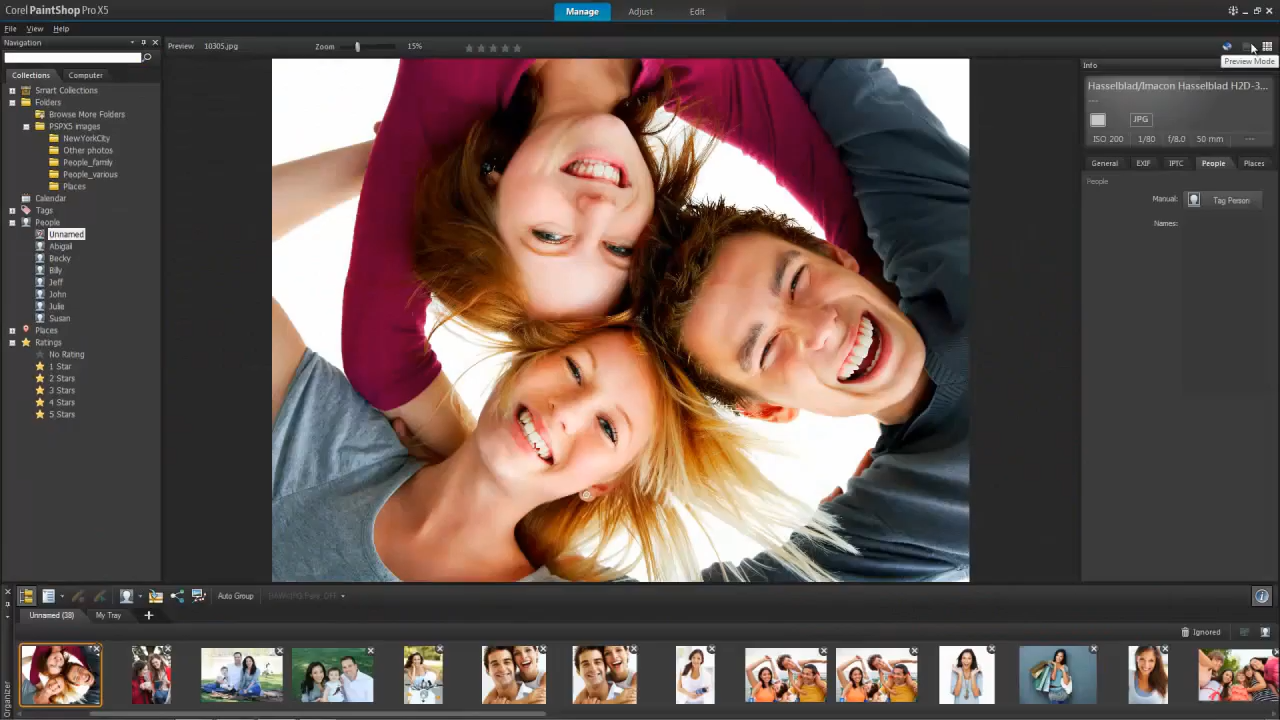 Corel PaintShop Pro X5
Manage
Adjust
Edit
File View Help
Navigation
Preview 10305.jpg Zoom 15%
Preview Mode
Collections Computer
Smart Collections
Folders
Browse More Folders
PSPX5 images
NewYorkCity
Other photos
People_family
People_various
Places
Calendar
Tags
People
Unnamed
Abigail
Becky
Billy
Jeff
John
Julie
Susan
Places
Ratings
No Rating
1 Star
2 Stars
3 Stars
4 Stars
5 Stars
Info
Hasselblad/Imacon Hasselblad H2D-3...
---
JPG
ISO 200 1/80 f/8.0 50 mm ---
General EXIF IPTC People Places
People
Manual: Tag Person
Names:
Auto Group
Unnamed (38) My Tray
Ignored
Organizer